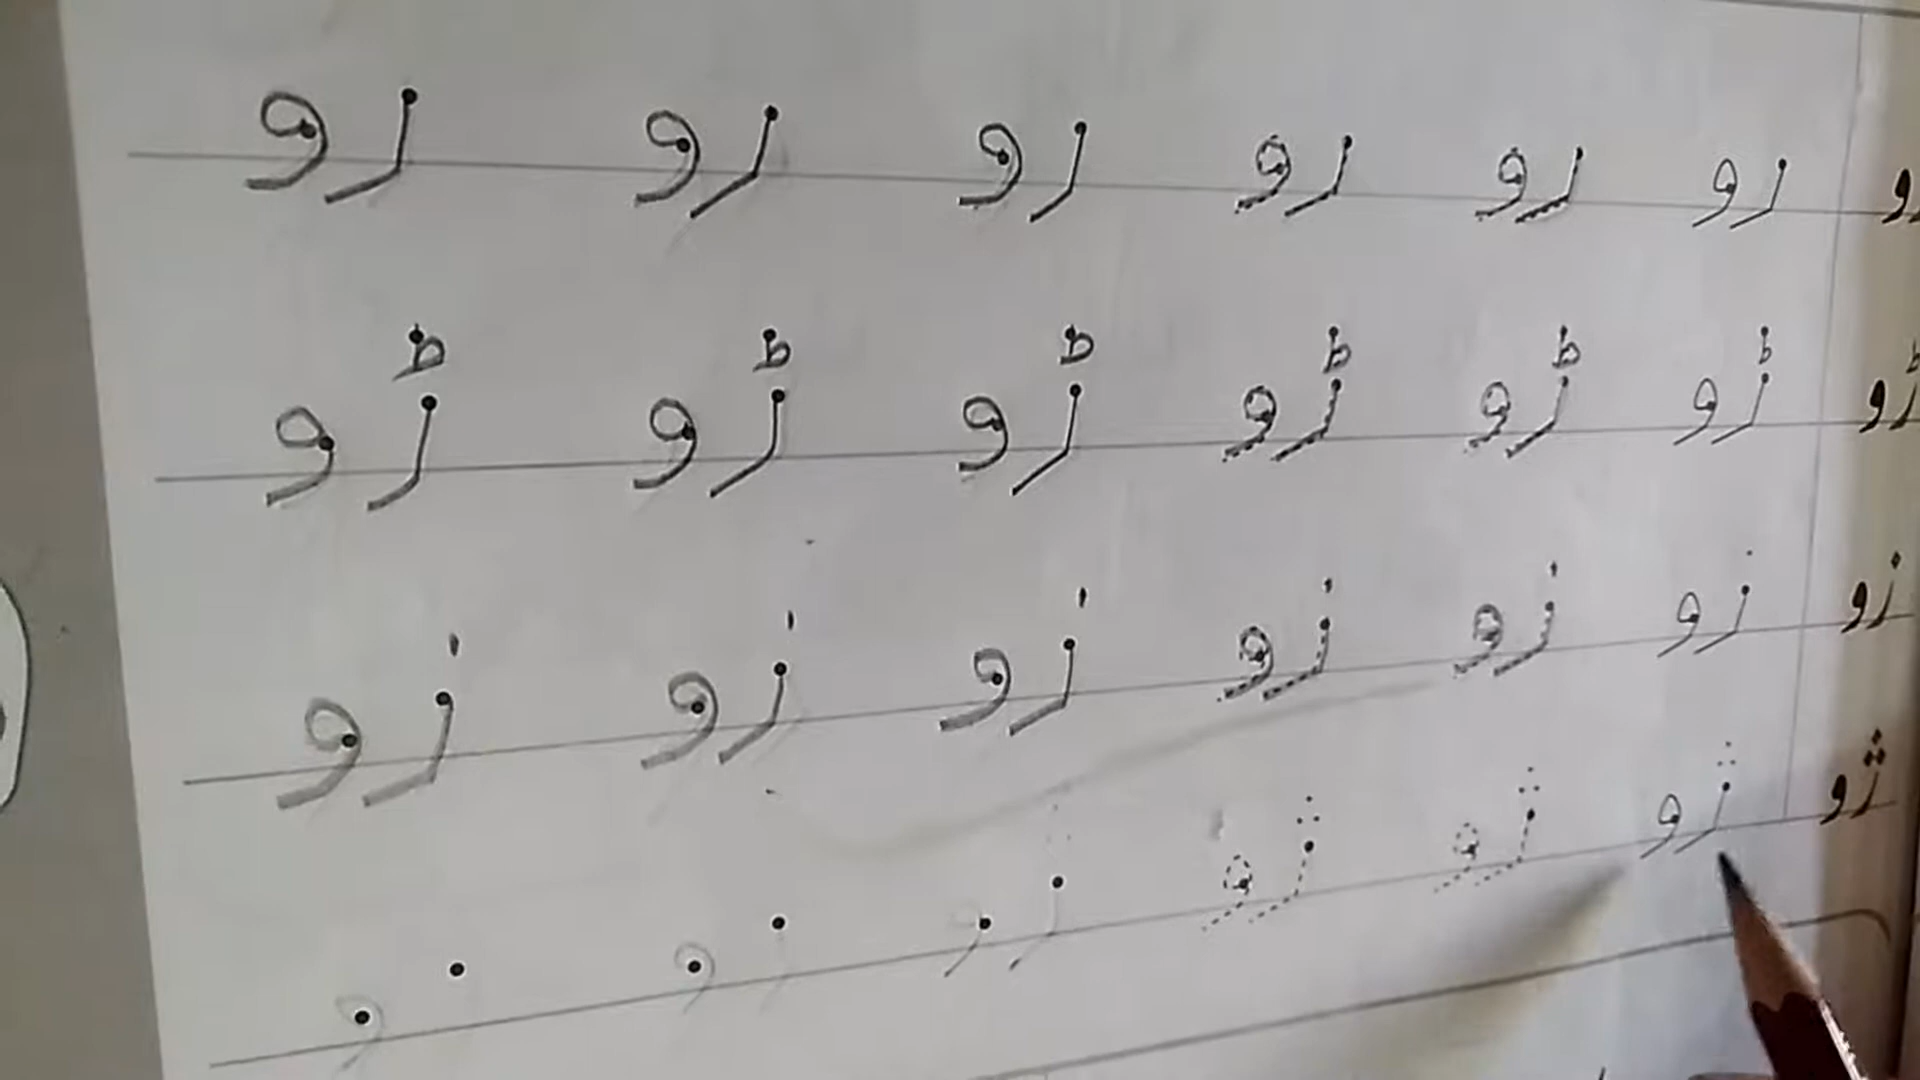 رو رو رو رو رو رو رو
ڑو ڑو ڑو ڑو ڑو ڑو ڑو
زو زو زو زو زو زو زو
ژو ژو ژو ژو ژو